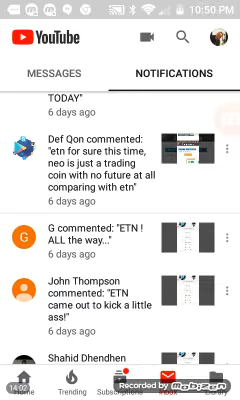 10:50 PM
YouTube
MESSAGES
NOTIFICATIONS
TODAY"
6 days ago
Def Qon commented:
"etn for sure this time,
neo is just a trading
coin with no future at all
comparing with etn"
6 days ago
G
G commented: "ETN !
ALL the way..."
6 days ago
John Thompson
commented: "ETN
came out to kick a little
ass!"
6 days ago
Shahid Dhendhen
14:02
Home
Trending
Subscriptions
Inbox
Library
Recorded by mobizen